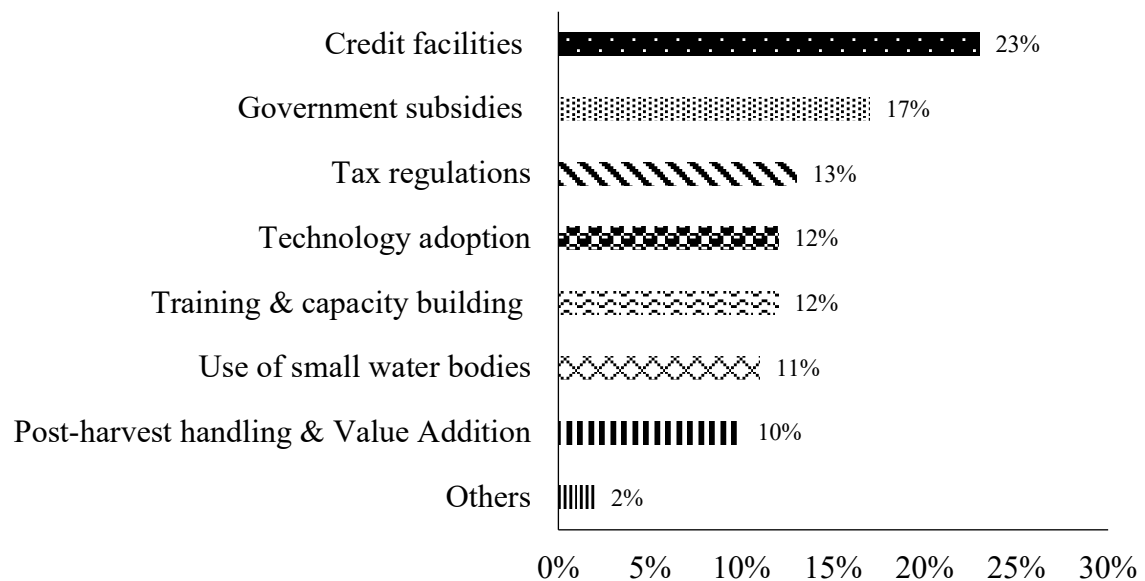 Credit facilities 23%
Government subsidies 17%
Tax regulations 13%
Technology adoption 12%
Training & capacity building 12%
Use of small water bodies 11%
Post-harvest handling & Value Addition 10%
Others 2%
0% 5% 10% 15% 20% 25% 30%